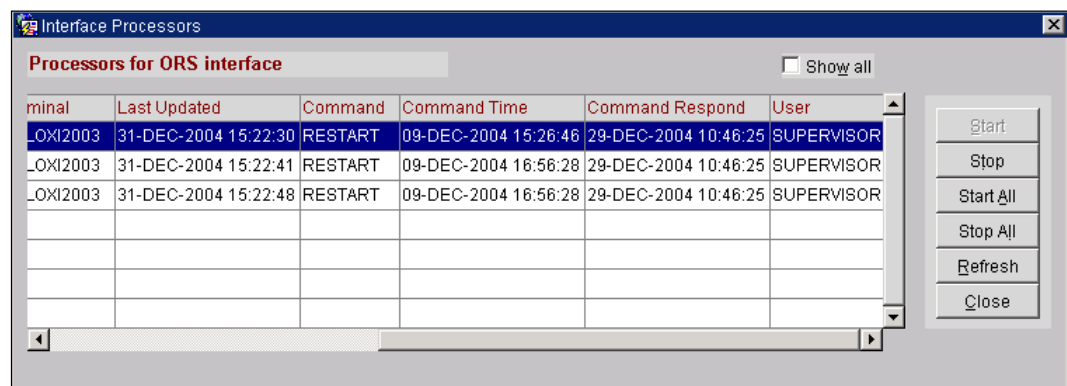 Interface Processors
Processors for ORS interface
Show all
minal Last Updated Command Command Time Command Respond User
LOXI2003 31-DEC-2004 15:22:30 RESTART 09-DEC-2004 15:26:46 29-DEC-2004 10:46:25 SUPERVISOR
LOXI2003 31-DEC-2004 15:22:41 RESTART 09-DEC-2004 16:56:28 29-DEC-2004 10:46:25 SUPERVISOR
LOXI2003 31-DEC-2004 15:22:48 RESTART 09-DEC-2004 16:56:28 29-DEC-2004 10:46:25 SUPERVISOR
Start
Stop
Start All
Stop All
Refresh
Close